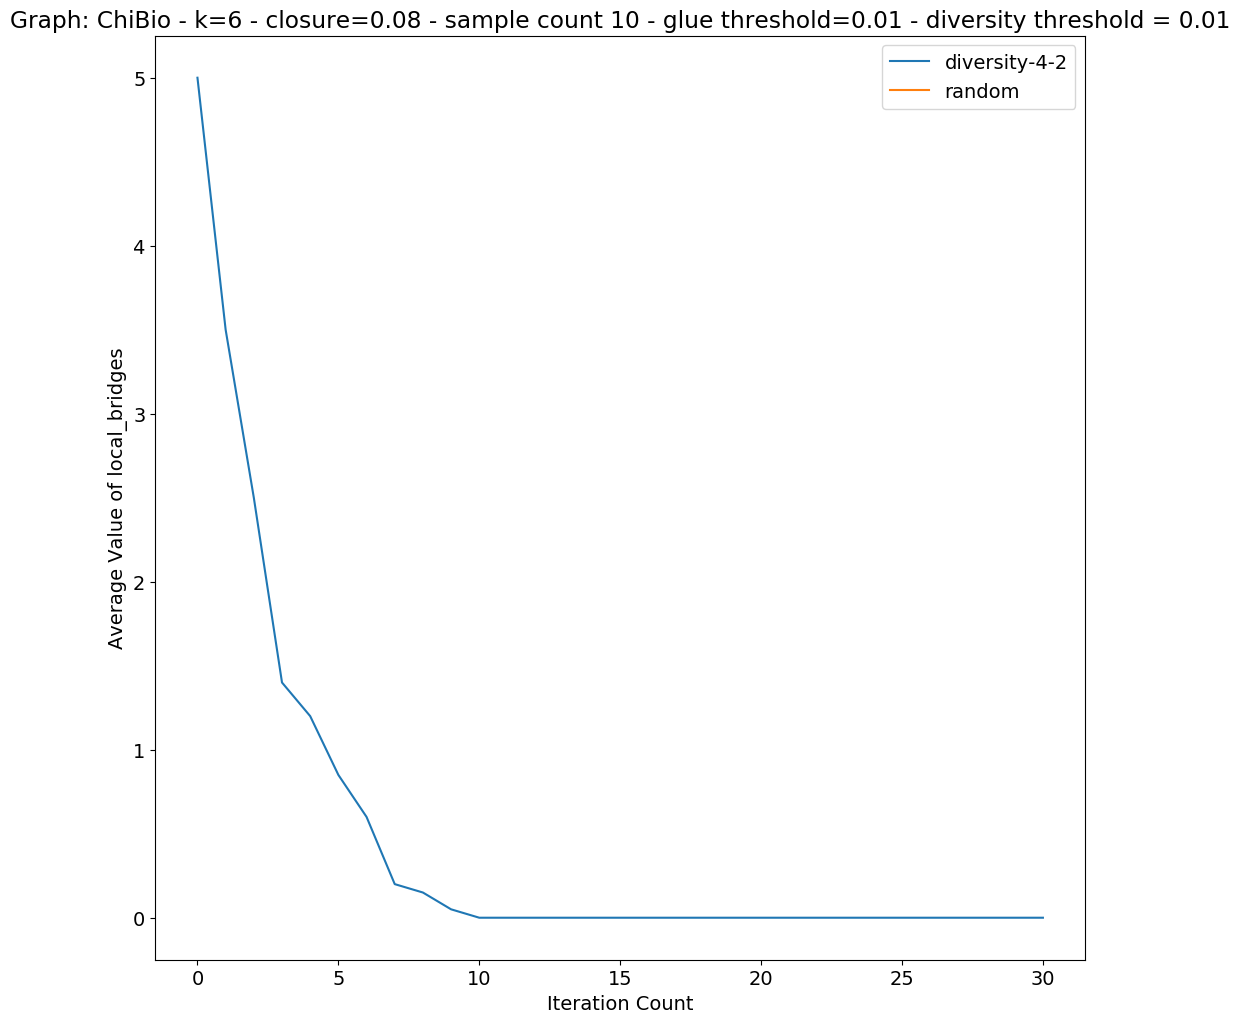 Graph: ChiBio - k=6 - closure=0.08 - sample count 10 - glue threshold=0.01 - diversity threshold = 0.01
diversity-4-2
random
Average Value of local_bridges
5
4
3
2
1
0
0 5 10 15 20 25 30
Iteration Count